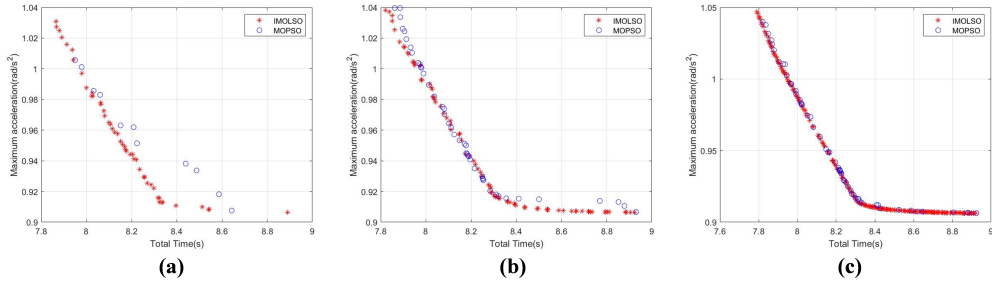 1.04
1.02
1
0.98
0.96
0.94
0.92
0.9
7.8
8
8.2
8.4
8.6
8.8
9
Total Time(s)
Maximum acceleration(rad/s²)
IMOLSO
MOPSO
(a)
1.04
1.02
1
0.98
0.96
0.94
0.92
0.9
7.8
8
8.2
8.4
8.6
8.8
9
Total Time(s)
Maximum acceleration(rad/s²)
IMOLSO
MOPSO
(b)
1.05
1
0.95
0.9
7.6
7.8
8
8.2
8.4
8.6
8.8
9
Total Time(s)
Maximum acceleration(rad/s²)
IMOLSO
MOPSO
(c)